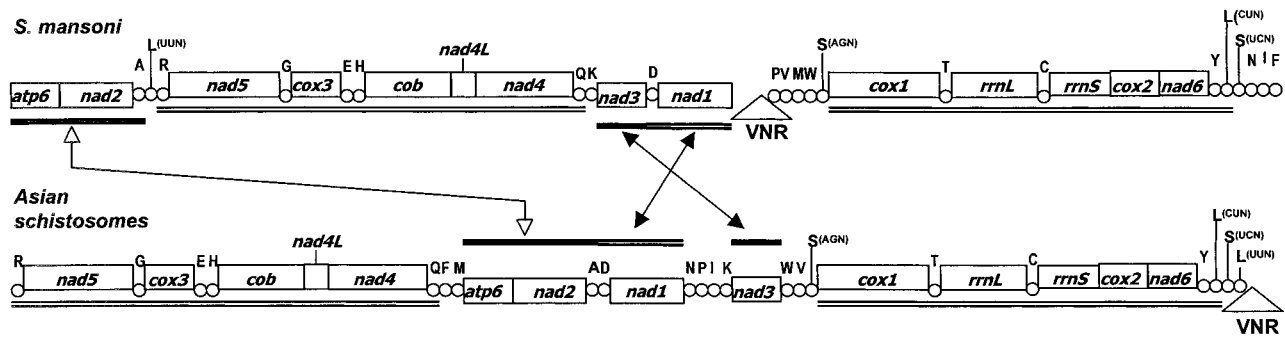 S. mansoni
L(CUN)
L(UUN)
nad4L
S(AGN)
S(UCN)
A R G E H Q K D P V M W T C Y N I F
atp6 nad2 nad5 cox3 cob nad4 nad3 nad1 cox1 rrnL rrnS cox2 nad6
VNR
Asian
schistosomes
nad4L
S(AGN)
L(CUN)
S(UCN)
L(UUN)
R G E H Q F M A D N P I K W V T C Y
nad5 cox3 cob nad4 atp6 nad2 nad1 nad3 cox1 rrnL rrnS cox2 nad6
VNR